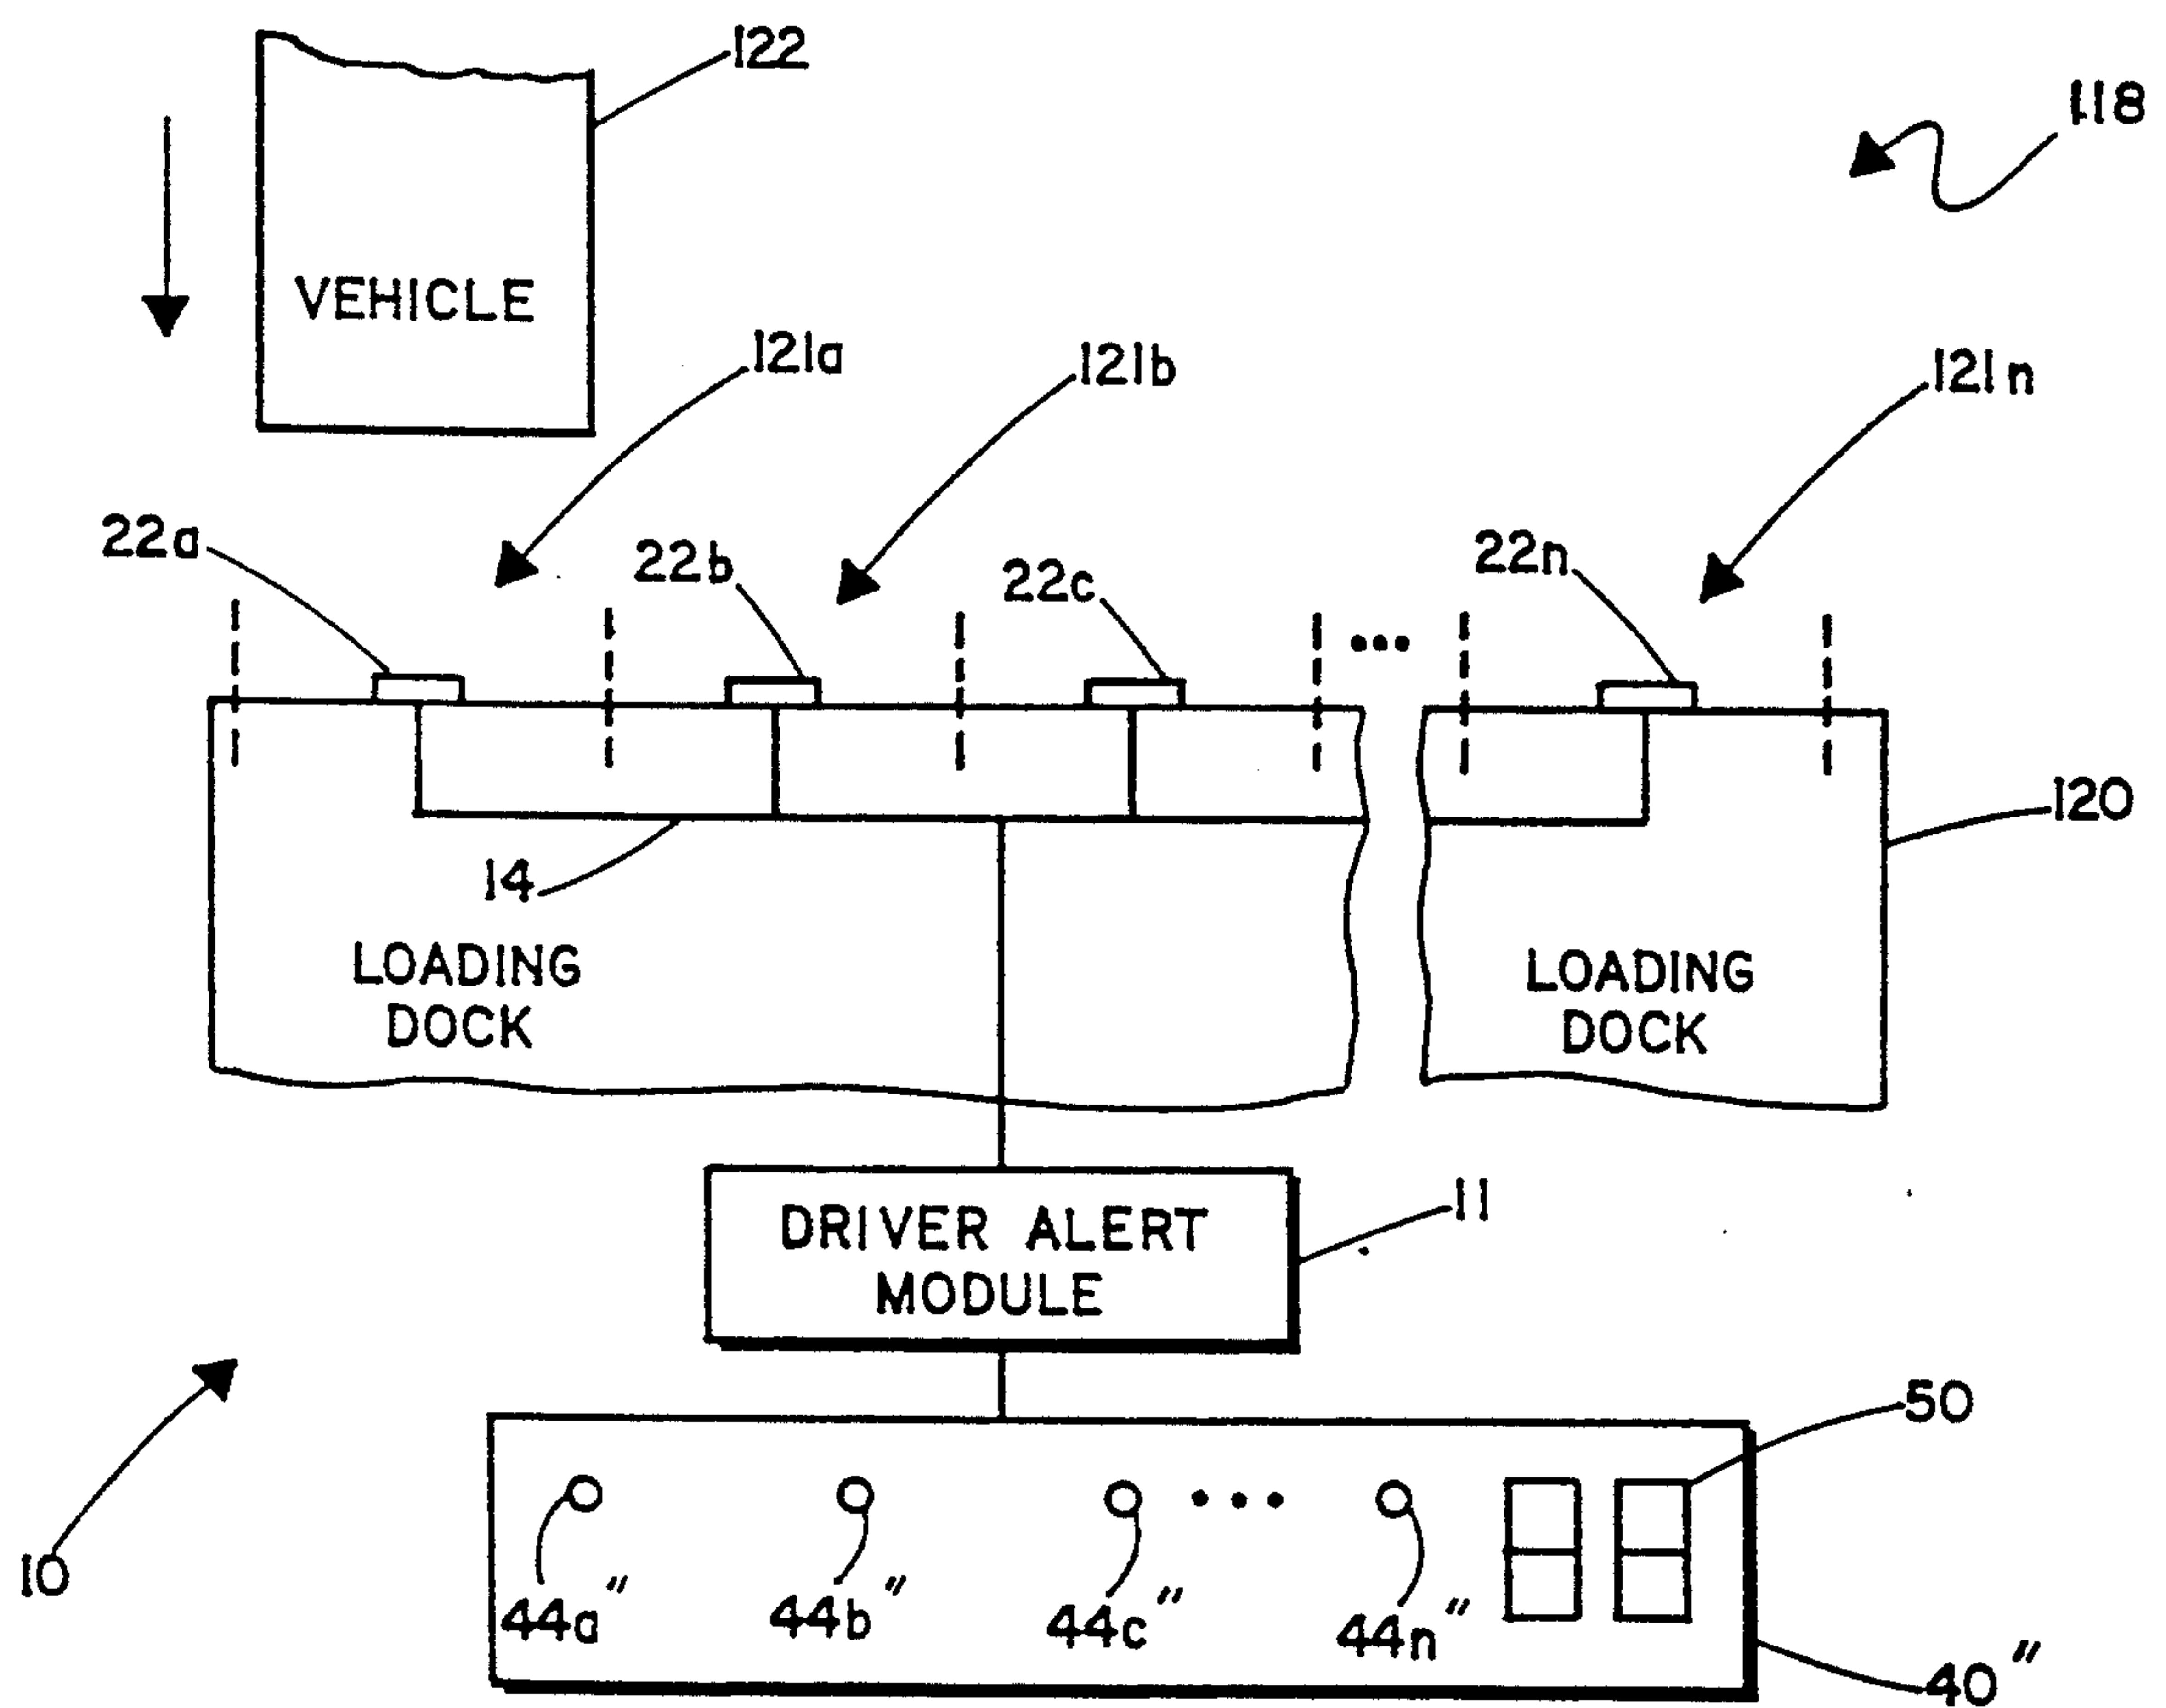 122
118
VEHICLE
121a
121b
121n
22a
22b
22c
22n
120
14
LOADING
DOCK
LOADING
DOCK
11
DRIVER ALERT
MODULE
50
10
44a"
44b"
44c"
44n"
40"